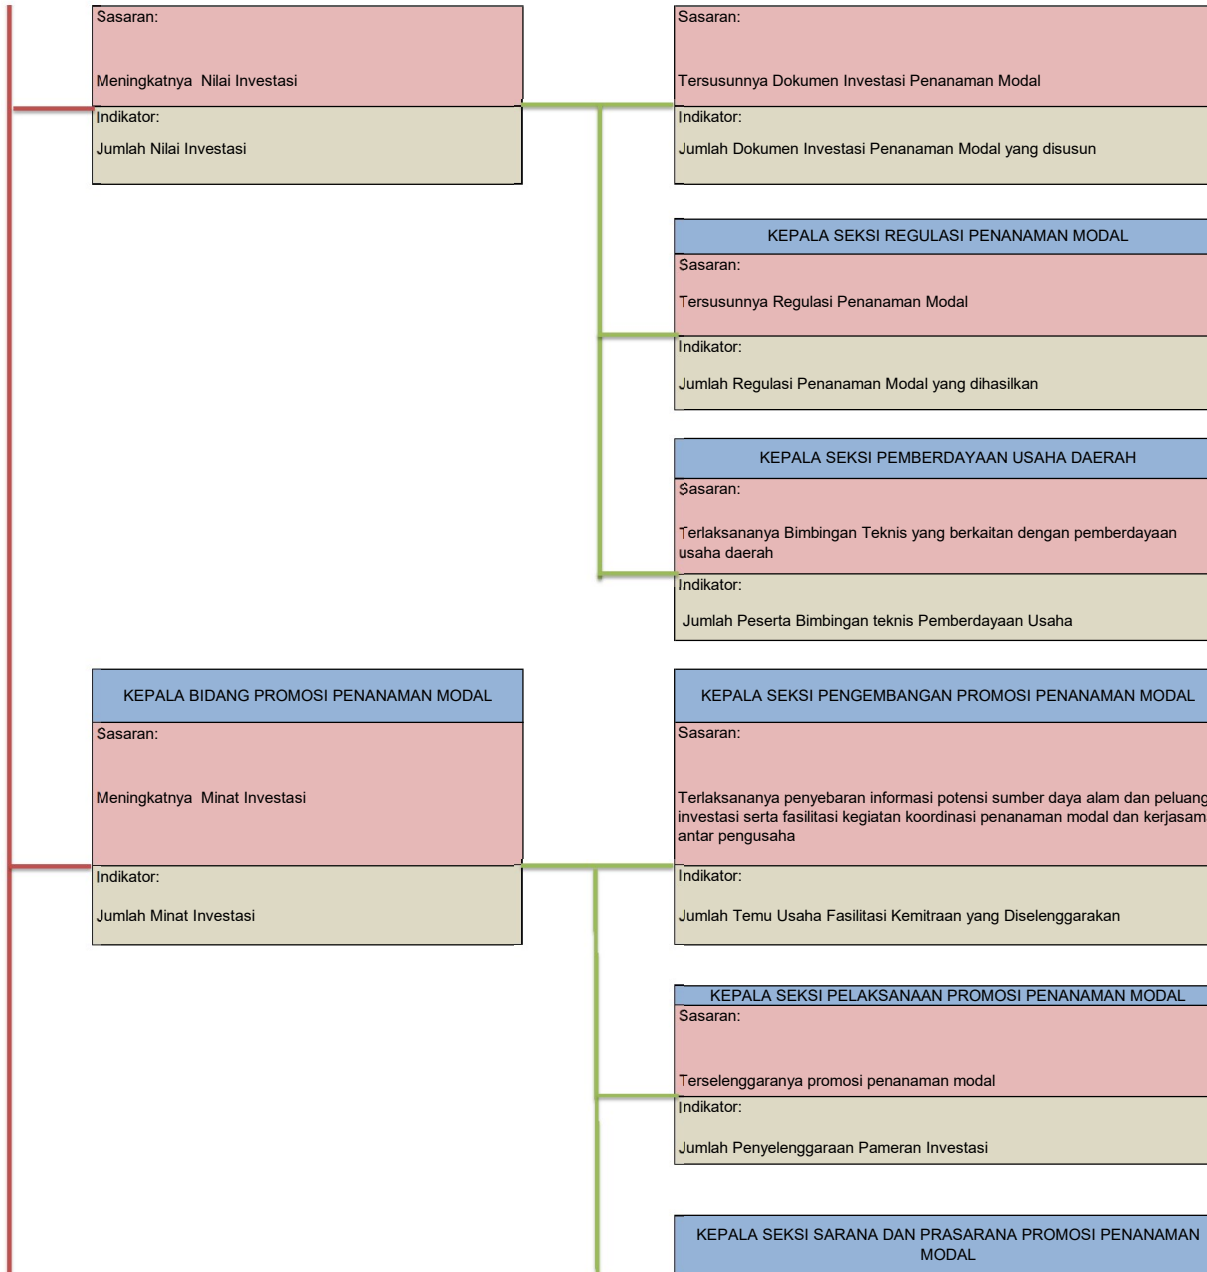 Sasaran:
Meningkatnya  Nilai Investasi
Indikator:
Jumlah Nilai Investasi
Sasaran:
Tersusunnya Dokumen Investasi Penanaman Modal
Indikator:
Jumlah Dokumen Investasi Penanaman Modal yang disusun
KEPALA SEKSI REGULASI PENANAMAN MODAL
Sasaran:
Tersusunnya Regulasi Penanaman Modal
Indikator:
Jumlah Regulasi Penanaman Modal yang dihasilkan
KEPALA SEKSI PEMBERDAYAAN USAHA DAERAH
Sasaran:
Terlaksananya Bimbingan Teknis yang berkaitan dengan pemberdayaan
usaha daerah
Indikator:
Jumlah Peserta Bimbingan teknis Pemberdayaan Usaha
KEPALA BIDANG PROMOSI PENANAMAN MODAL
Sasaran:
Meningkatnya  Minat Investasi
Indikator:
Jumlah Minat Investasi
KEPALA SEKSI PENGEMBANGAN PROMOSI PENANAMAN MODAL
Sasaran:
Terlaksananya penyebaran informasi potensi sumber daya alam dan peluang
investasi serta fasilitasi kegiatan koordinasi penanaman modal dan kerjasam
antar pengusaha
Indikator:
Jumlah Temu Usaha Fasilitasi Kemitraan yang Diselenggarakan
KEPALA SEKSI PELAKSANAAN PROMOSI PENANAMAN MODAL
Sasaran:
Terselenggaranya promosi penanaman modal
Indikator:
Jumlah Penyelenggaraan Pameran Investasi
KEPALA SEKSI SARANA DAN PRASARANA PROMOSI PENANAMAN
MODAL